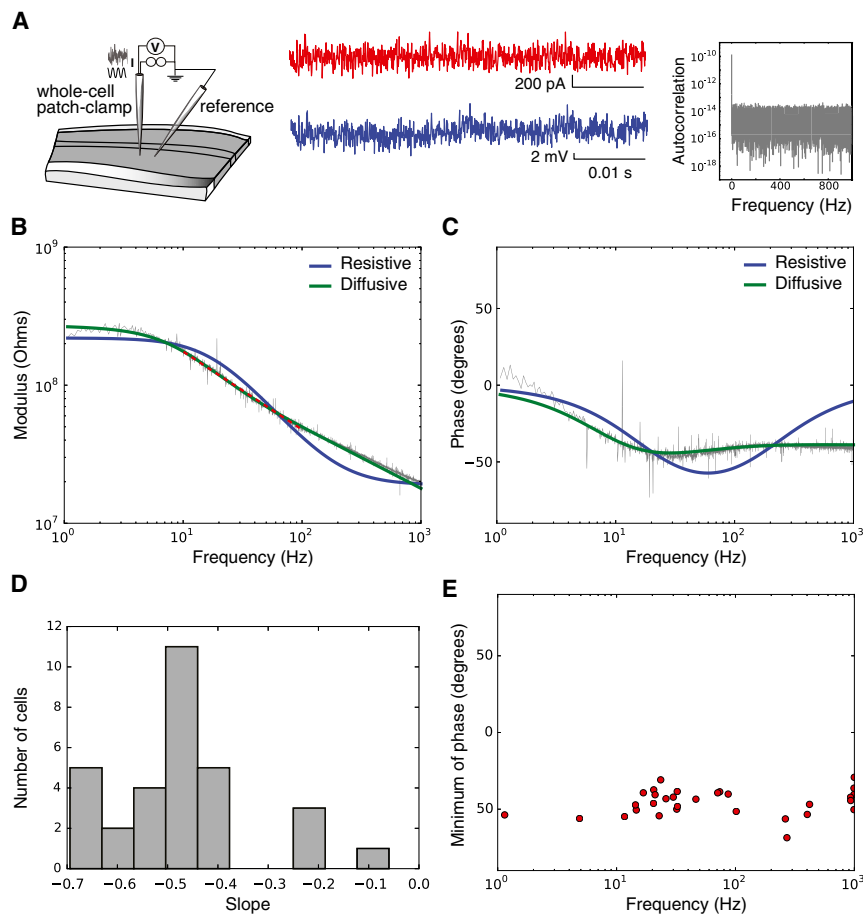 A
V
I
whole-cell
patch-clamp
reference
200 pA
2 mV
0.01 s
Autocorrelation
10⁻¹⁰
10⁻¹²
10⁻¹⁴
10⁻¹⁶
10⁻¹⁸
0 400 800
Frequency (Hz)
B
Modulus (Ohms)
10⁹
10⁸
10⁷
Resistive
Diffusive
10⁰ 10¹ 10² 10³
Frequency (Hz)
C
Phase (degrees)
50
0
−50
Resistive
Diffusive
10⁰ 10¹ 10² 10³
Frequency (Hz)
D
Number of cells
12
10
8
6
4
2
0
−0.7 −0.6 −0.5 −0.4 −0.3 −0.2 −0.1 0.0
Slope
E
Minimum of phase (degrees)
50
0
50
10⁰ 10¹ 10² 10³
Frequency (Hz)